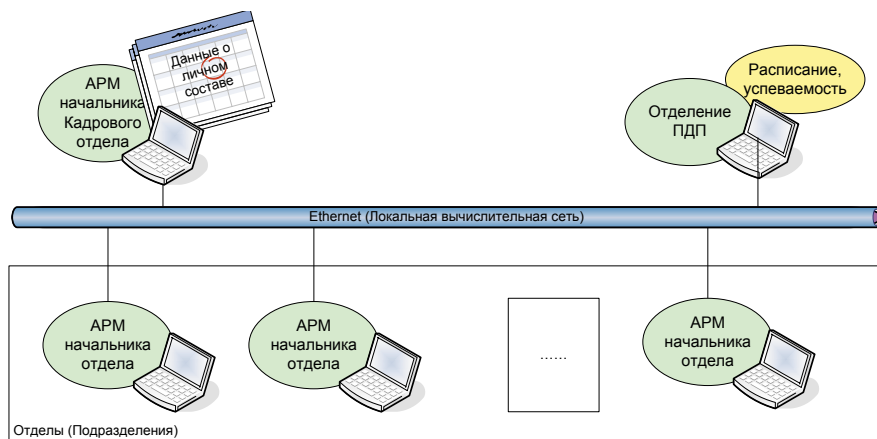 Данные о
личном
составе
АРМ
начальника
Кадрового
отдела
Расписание,
успеваемость
Отделение
ПДП
Ethernet (Локальная вычислительная сеть)
АРМ
начальника
отдела
АРМ
начальника
отдела
......
АРМ
начальника
отдела
Отделы (Подразделения)